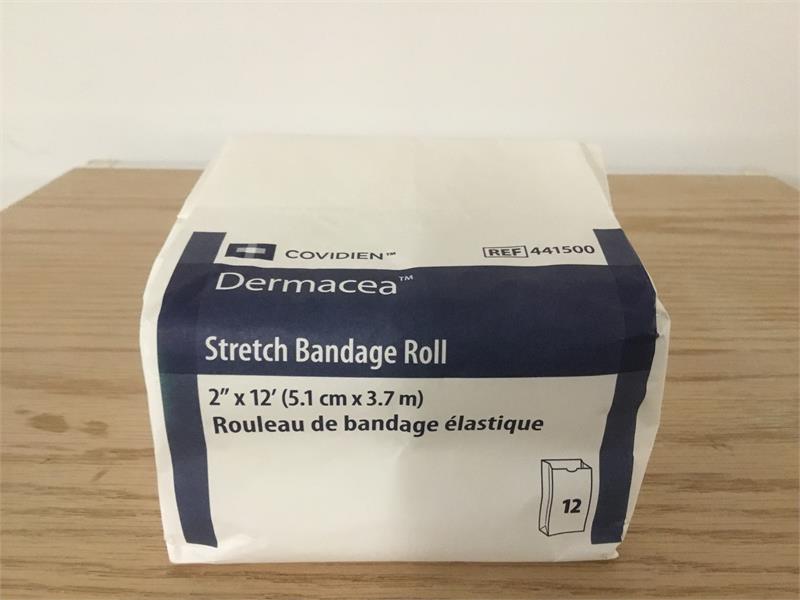 COVIDIEN™
REF 441500
Dermacea™
Stretch Bandage Roll
2" x 12' (5.1 cm x 3.7 m)
Rouleau de bandage élastique
12